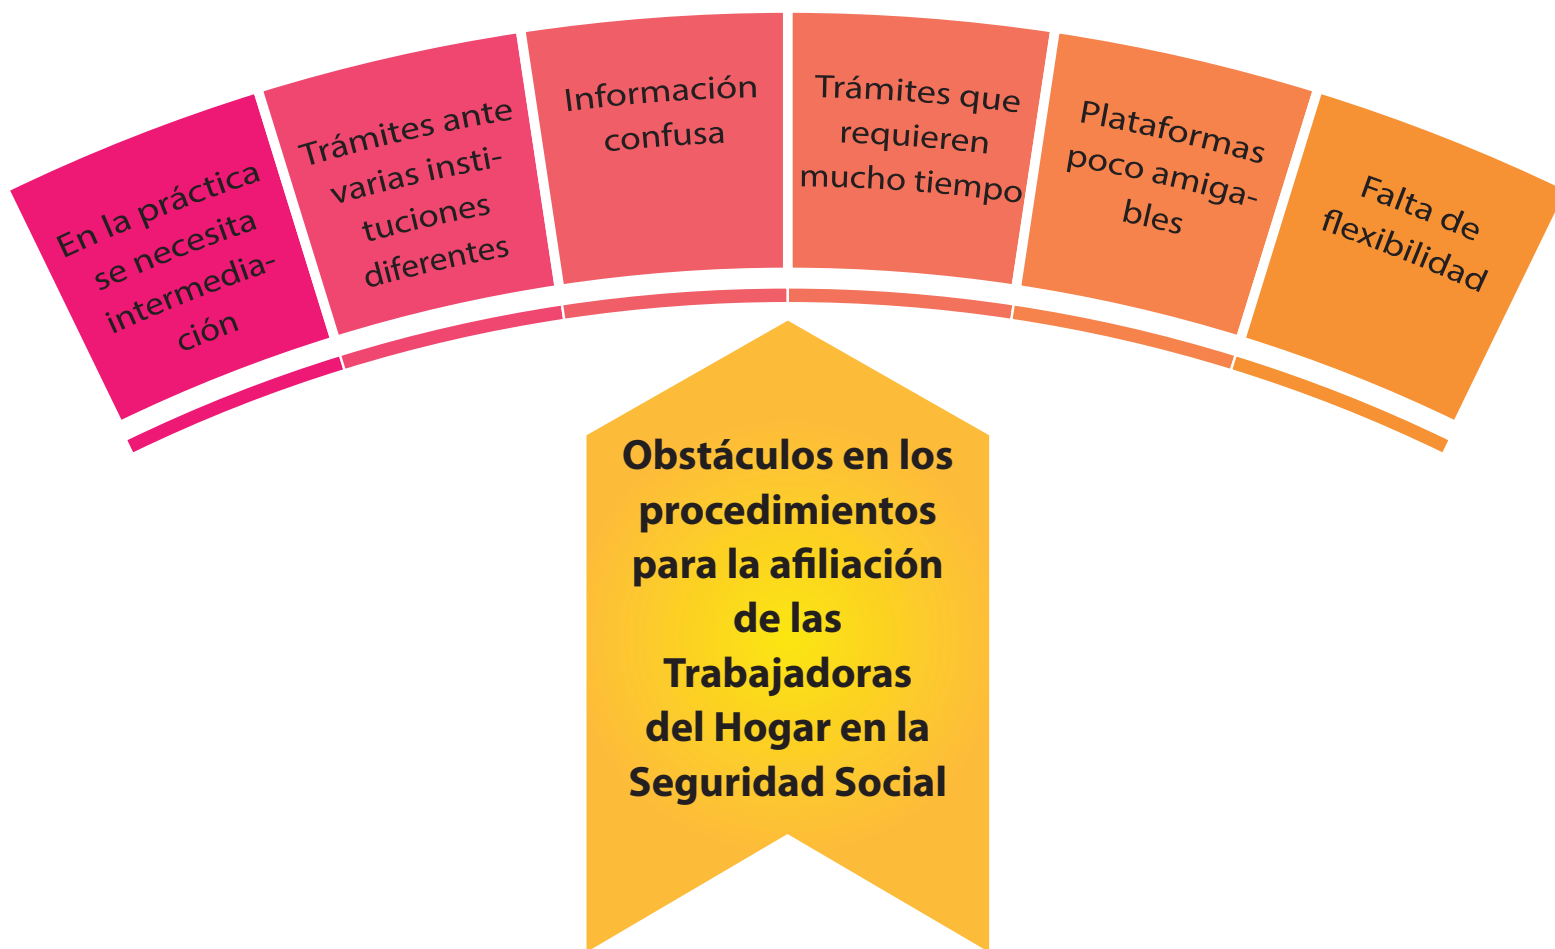 En la práctica
se necesita
intermedia-
ción
Trámites ante
varias insti-
tuciones
diferentes
Información
confusa
Trámites que
requieren
mucho tiempo
Plataformas
poco amiga-
bles
Falta de
flexibilidad
Obstáculos en los
procedimientos
para la afiliación
de las
Trabajadoras
del Hogar en la
Seguridad Social